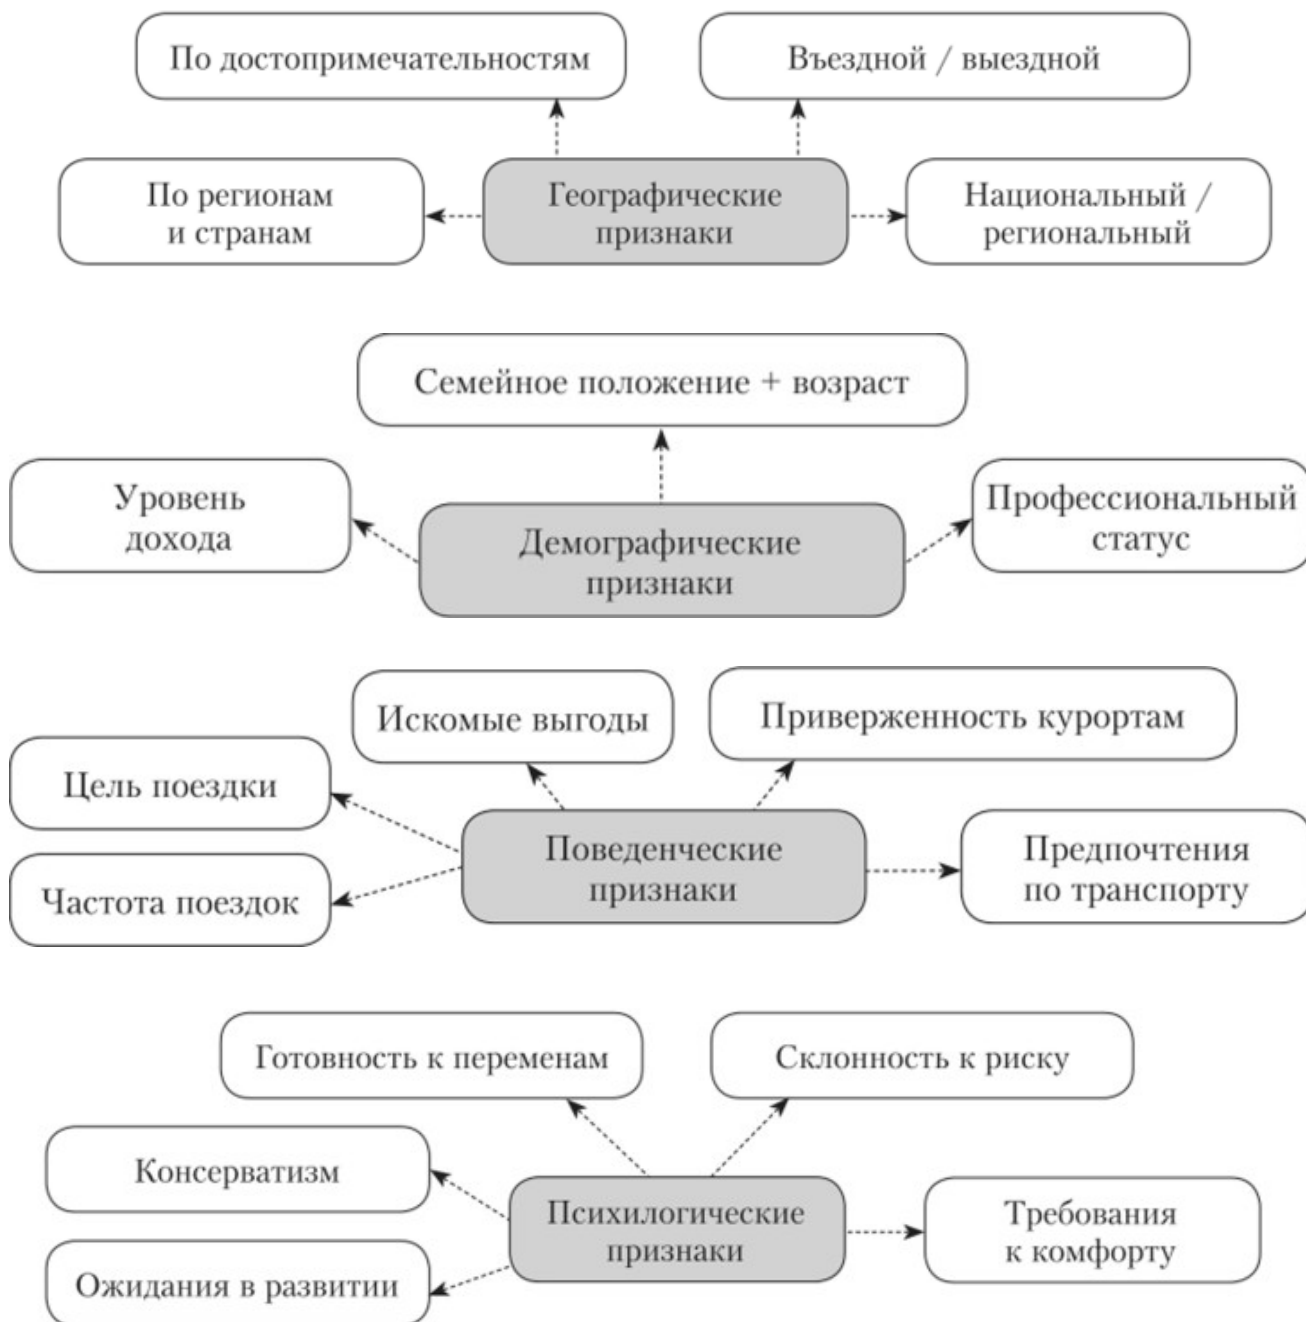 По достопримечательностям
Въездной / выездной
По регионам
и странам
Географические
признаки
Национальный /
региональный
Семейное положение + возраст
Уровень
дохода
Демографические
признаки
Профессиональный
статус
Искомые выгоды
Приверженность курортам
Цель поездки
Частота поездок
Поведенческие
признаки
Предпочтения
по транспорту
Готовность к переменам
Склонность к риску
Консерватизм
Ожидания в развитии
Психилогические
признаки
Требования
к комфорту